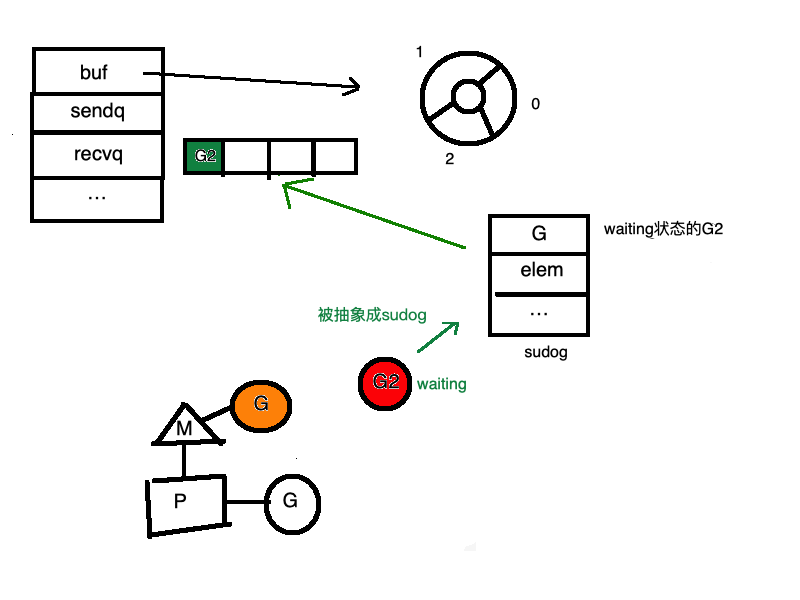 buf
sendq
recvq
...
G2
1
0
2
G
elem
...
sudog
waiting状态的G2
被抽象成sudog
G2
waiting
G
M
P
G